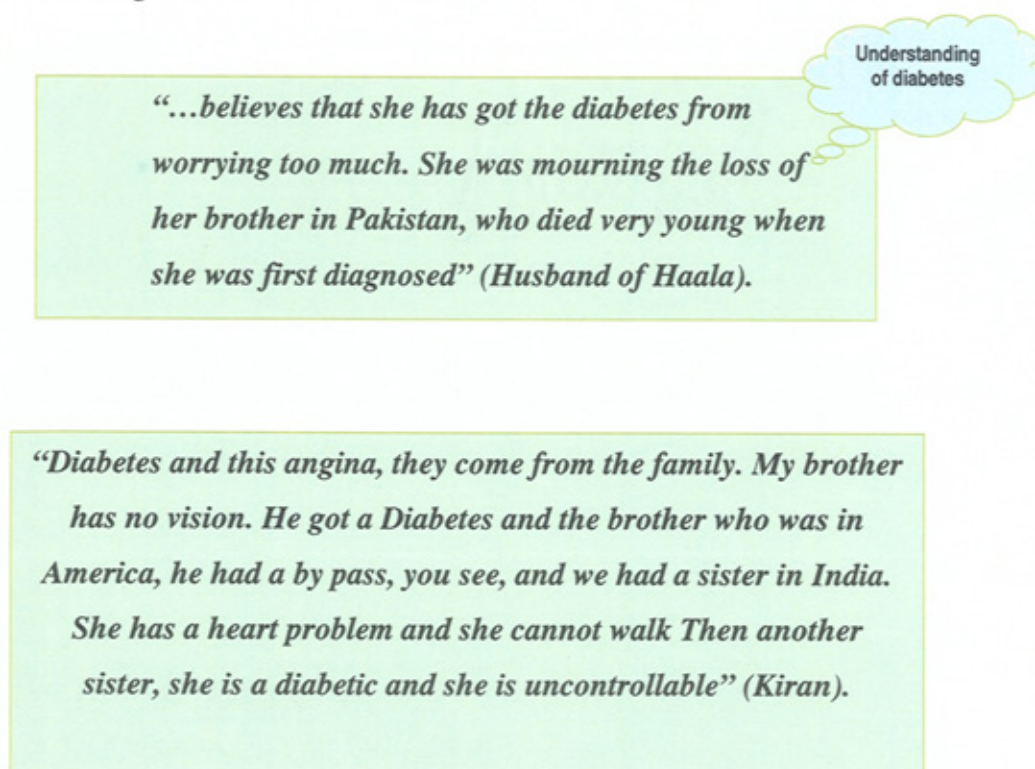 Understanding
of diabetes
“…believes that she has got the diabetes from
worrying too much. She was mourning the loss of
her brother in Pakistan, who died very young when
she was first diagnosed” (Husband of Haala).
“Diabetes and this angina, they come from the family. My brother
has no vision. He got a Diabetes and the brother who was in
America, he had a by pass, you see, and we had a sister in India.
She has a heart problem and she cannot walk Then another
sister, she is a diabetic and she is uncontrollable” (Kiran).